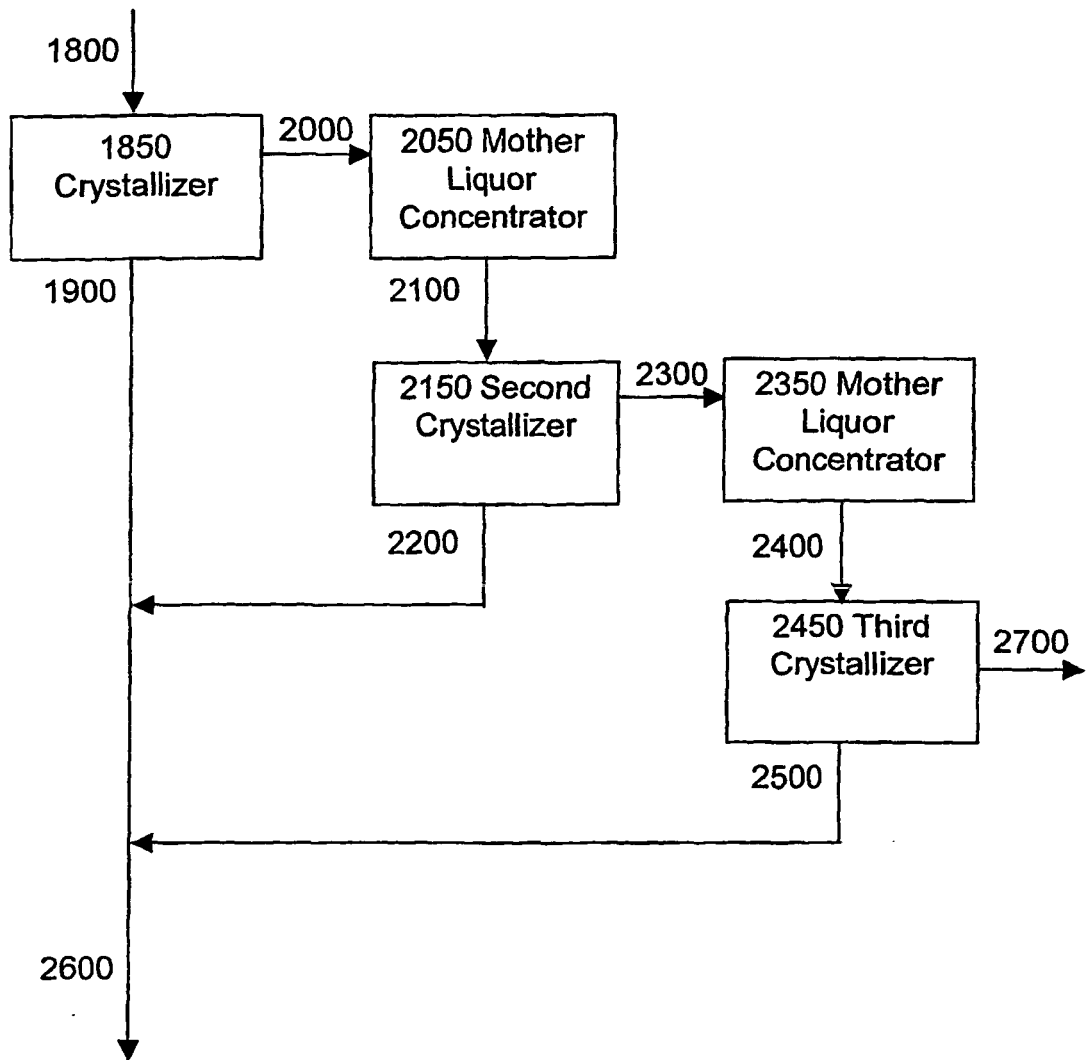 1800
1850
Crystallizer
2000
2050 Mother
Liquor
Concentrator
1900
2100
2150 Second
Crystallizer
2300
2350 Mother
Liquor
Concentrator
2200
2400
2450 Third
Crystallizer
2700
2500
2600